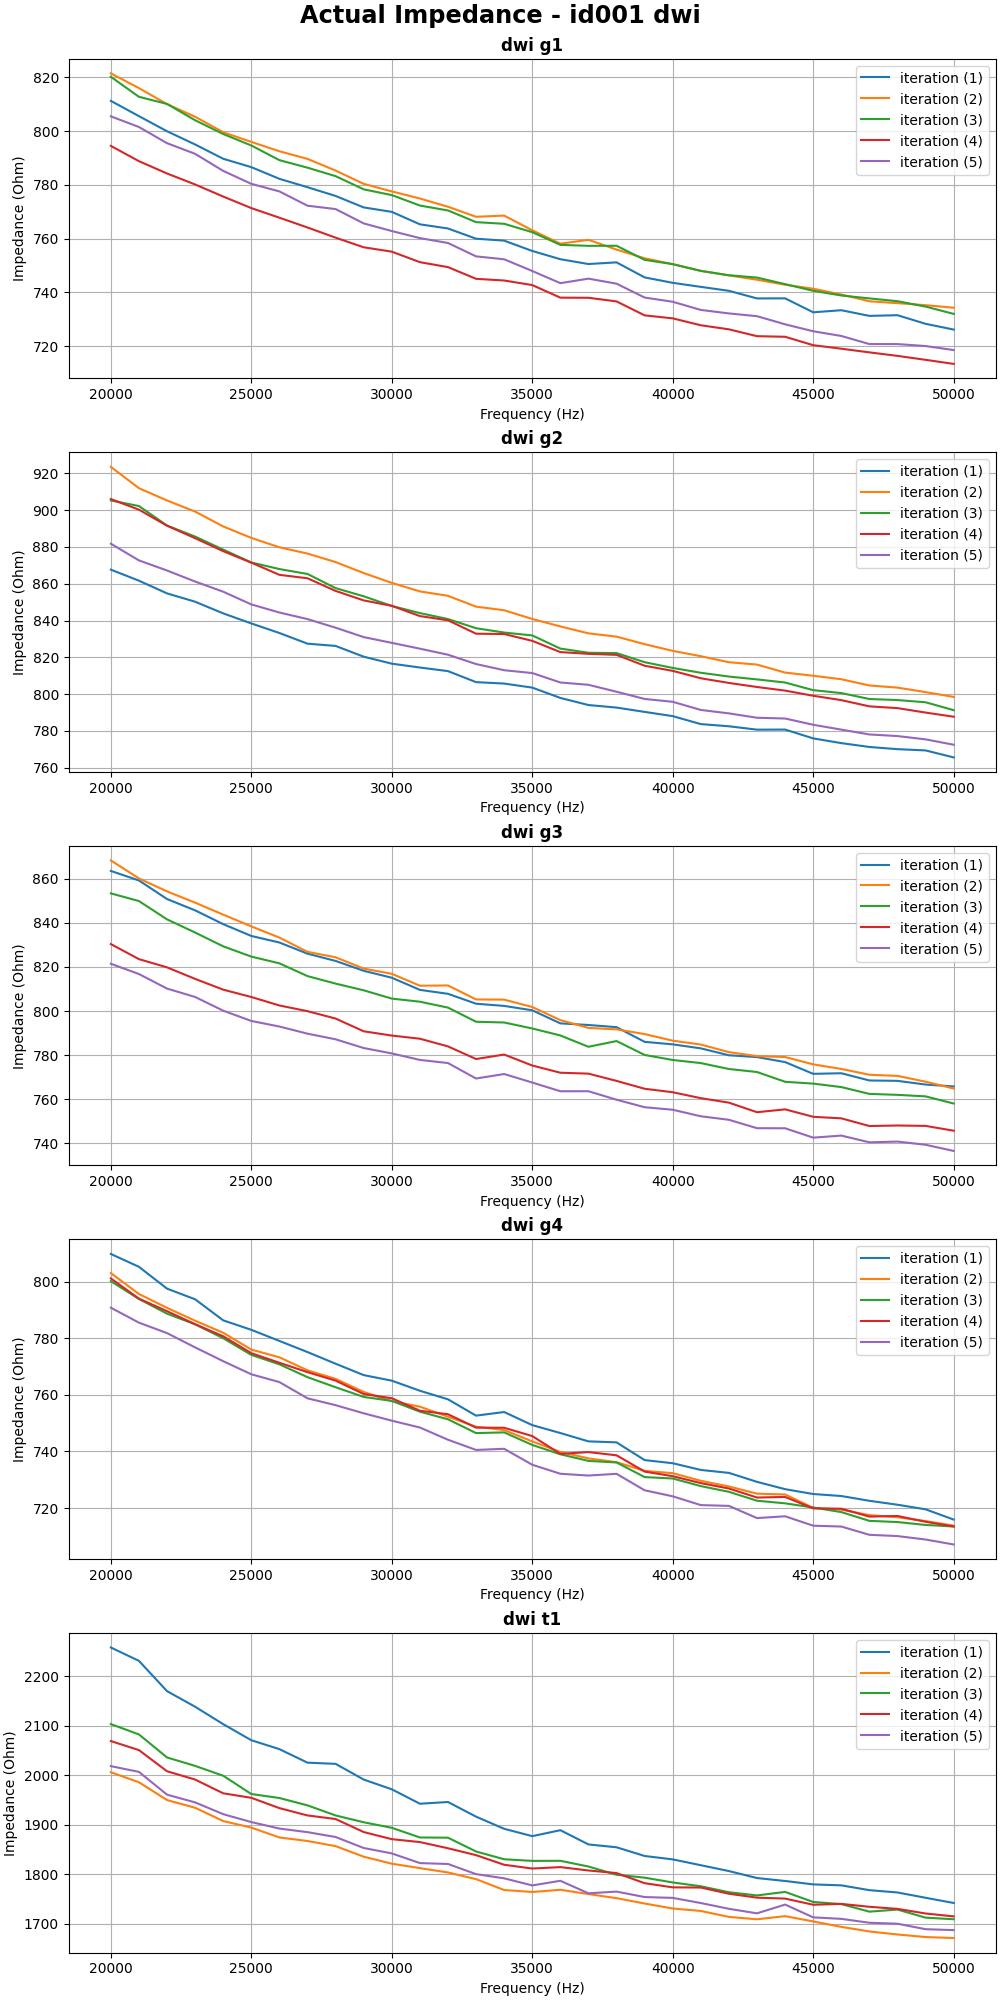 Actual Impedance - id001 dwi
dwi g1
Impedance (Ohm)
820
800
780
760
740
720
iteration (1)
iteration (2)
iteration (3)
iteration (4)
iteration (5)
20000 25000 30000 35000 40000 45000 50000
Frequency (Hz)
dwi g2
Impedance (Ohm)
920
900
880
860
840
820
800
780
760
iteration (1)
iteration (2)
iteration (3)
iteration (4)
iteration (5)
20000 25000 30000 35000 40000 45000 50000
Frequency (Hz)
dwi g3
Impedance (Ohm)
860
840
820
800
780
760
740
iteration (1)
iteration (2)
iteration (3)
iteration (4)
iteration (5)
20000 25000 30000 35000 40000 45000 50000
Frequency (Hz)
dwi g4
Impedance (Ohm)
800
780
760
740
720
iteration (1)
iteration (2)
iteration (3)
iteration (4)
iteration (5)
20000 25000 30000 35000 40000 45000 50000
Frequency (Hz)
dwi t1
Impedance (Ohm)
2200
2100
2000
1900
1800
1700
iteration (1)
iteration (2)
iteration (3)
iteration (4)
iteration (5)
20000 25000 30000 35000 40000 45000 50000
Frequency (Hz)